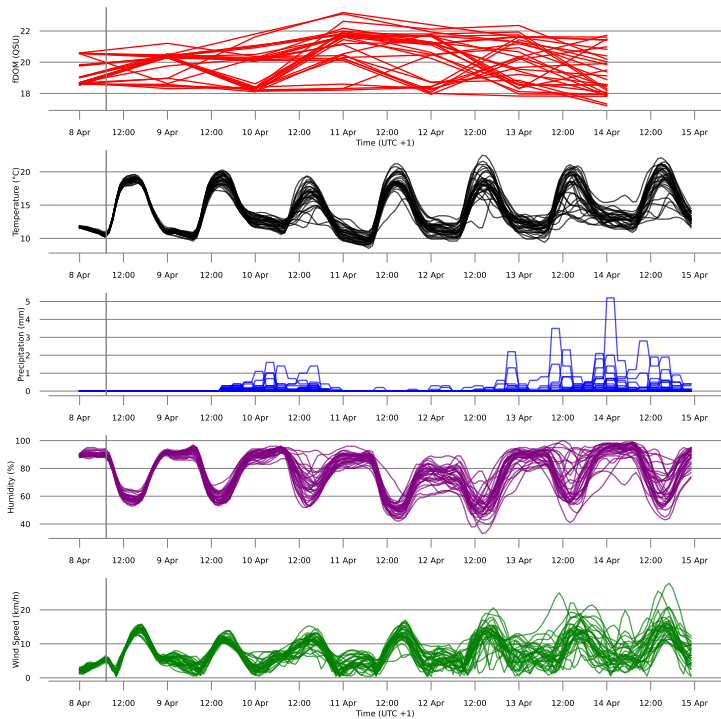 fDOM (QSU)
22
20
18
8 Apr 12:00 9 Apr 12:00 10 Apr 12:00 11 Apr 12:00 12 Apr 12:00 13 Apr 12:00 14 Apr 12:00 15 Apr
Time (UTC +1)
Temperature (°C)
20
15
10
8 Apr 12:00 9 Apr 12:00 10 Apr 12:00 11 Apr 12:00 12 Apr 12:00 13 Apr 12:00 14 Apr 12:00 15 Apr
Precipitation (mm)
5
4
3
2
1
0
8 Apr 12:00 9 Apr 12:00 10 Apr 12:00 11 Apr 12:00 12 Apr 12:00 13 Apr 12:00 14 Apr 12:00 15 Apr
Humidity (%)
100
80
60
40
8 Apr 12:00 9 Apr 12:00 10 Apr 12:00 11 Apr 12:00 12 Apr 12:00 13 Apr 12:00 14 Apr 12:00 15 Apr
Wind Speed (km/h)
20
10
0
8 Apr 12:00 9 Apr 12:00 10 Apr 12:00 11 Apr 12:00 12 Apr 12:00 13 Apr 12:00 14 Apr 12:00 15 Apr
Time (UTC +1)